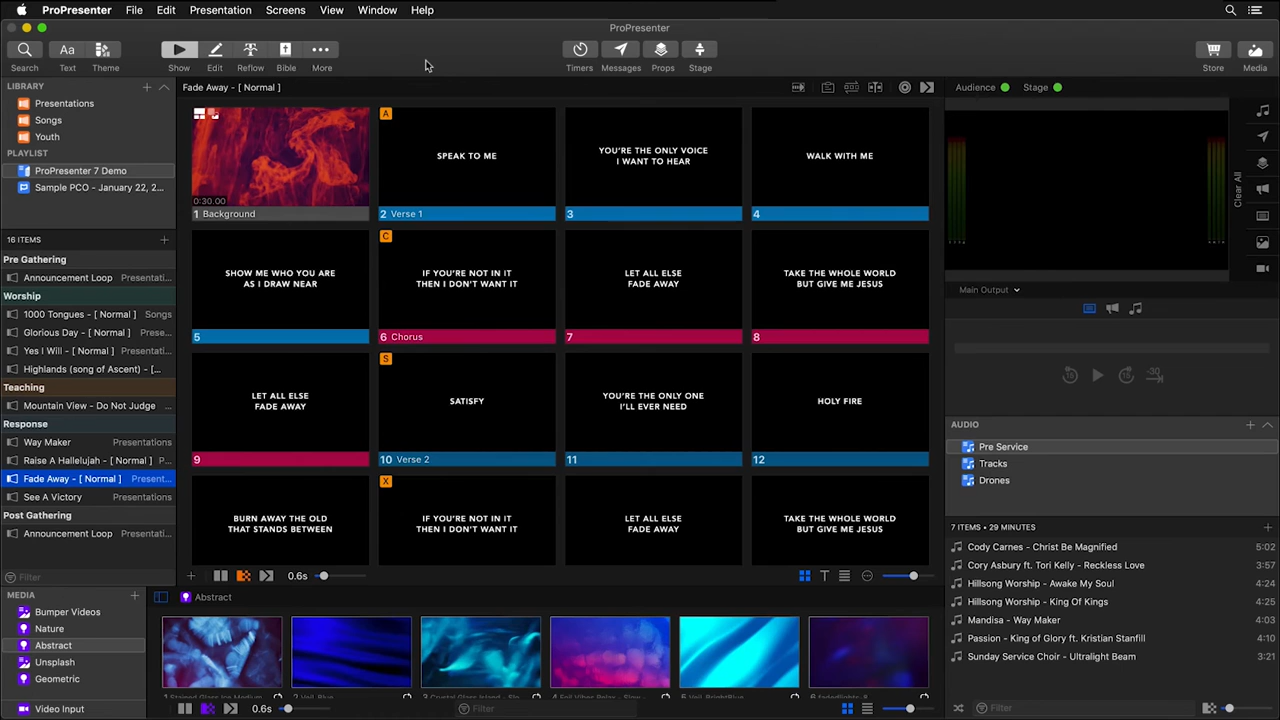 ProPresenter File Edit Presentation Screens View Window Help
ProPresenter
Search Text Theme Show Edit Reflow Bible More Timers Messages Props Stage Store Media
Aa
LIBRARY
Presentations
Songs
Youth
PLAYLIST
ProPresenter 7 Demo
Sample PCO - January 22, 2...
16 ITEMS
Pre Gathering
Announcement Loop Presentati...
Worship
1000 Tongues - [ Normal ] Songs
Glorious Day - [ Normal ] Prese...
Yes I Will - [ Normal ] Presentati...
Highlands (song of Ascent) - [...
Teaching
Mountain View - Do Not Judge ...
Response
Way Maker Presentations
Raise A Hallelujah - [ Normal ] P...
Fade Away - [ Normal ] Present...
See A Victory Presentations
Post Gathering
Announcement Loop Presentati...
Filter
Fade Away - [ Normal ]
0:30.00
1 Background
A
SPEAK TO ME
2 Verse 1
YOU'RE THE ONLY VOICE
I WANT TO HEAR
3
WALK WITH ME
4
SHOW ME WHO YOU ARE
AS I DRAW NEAR
5
C
IF YOU'RE NOT IN IT
THEN I DON'T WANT IT
6 Chorus
LET ALL ELSE
FADE AWAY
7
TAKE THE WHOLE WORLD
BUT GIVE ME JESUS
8
LET ALL ELSE
FADE AWAY
9
S
SATISFY
10 Verse 2
YOU'RE THE ONLY ONE
I'LL EVER NEED
11
HOLY FIRE
12
BURN AWAY THE OLD
THAT STANDS BETWEEN
X
IF YOU'RE NOT IN IT
THEN I DON'T WANT IT
LET ALL ELSE
FADE AWAY
TAKE THE WHOLE WORLD
BUT GIVE ME JESUS
0.6s
MEDIA
Bumper Videos
Nature
Abstract
Unsplash
Geometric
Video Input
Abstract
0.6s
Filter
Audience Stage
Clear All
Main Output
15 15 -30
AUDIO
Pre Service
Tracks
Drones
7 ITEMS • 29 MINUTES
Cody Carnes - Christ Be Magnified 5:02
Cory Asbury ft. Tori Kelly - Reckless Love 3:57
Hillsong Worship - Awake My Soul 4:24
Hillsong Worship - King Of Kings 4:25
Mandisa - Way Maker 4:03
Passion - King of Glory ft. Kristian Stanfill 4:10
Sunday Service Choir - Ultralight Beam 3:21
Filter